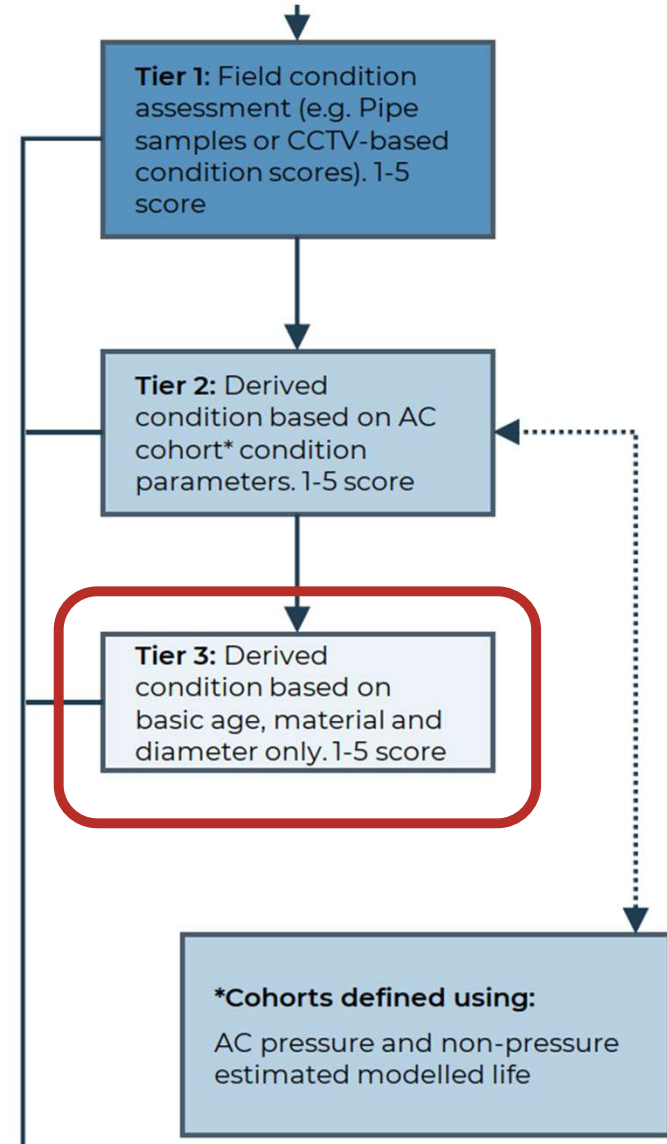 Tier 1: Field condition
assessment (e.g. Pipe
samples or CCTV-based
condition scores). 1-5
score
Tier 2: Derived
condition based on AC
cohort* condition
parameters. 1-5 score
Tier 3: Derived
condition based on
basic age, material and
diameter only. 1-5 score
*Cohorts defined using:
AC pressure and non-pressure
estimated modelled life